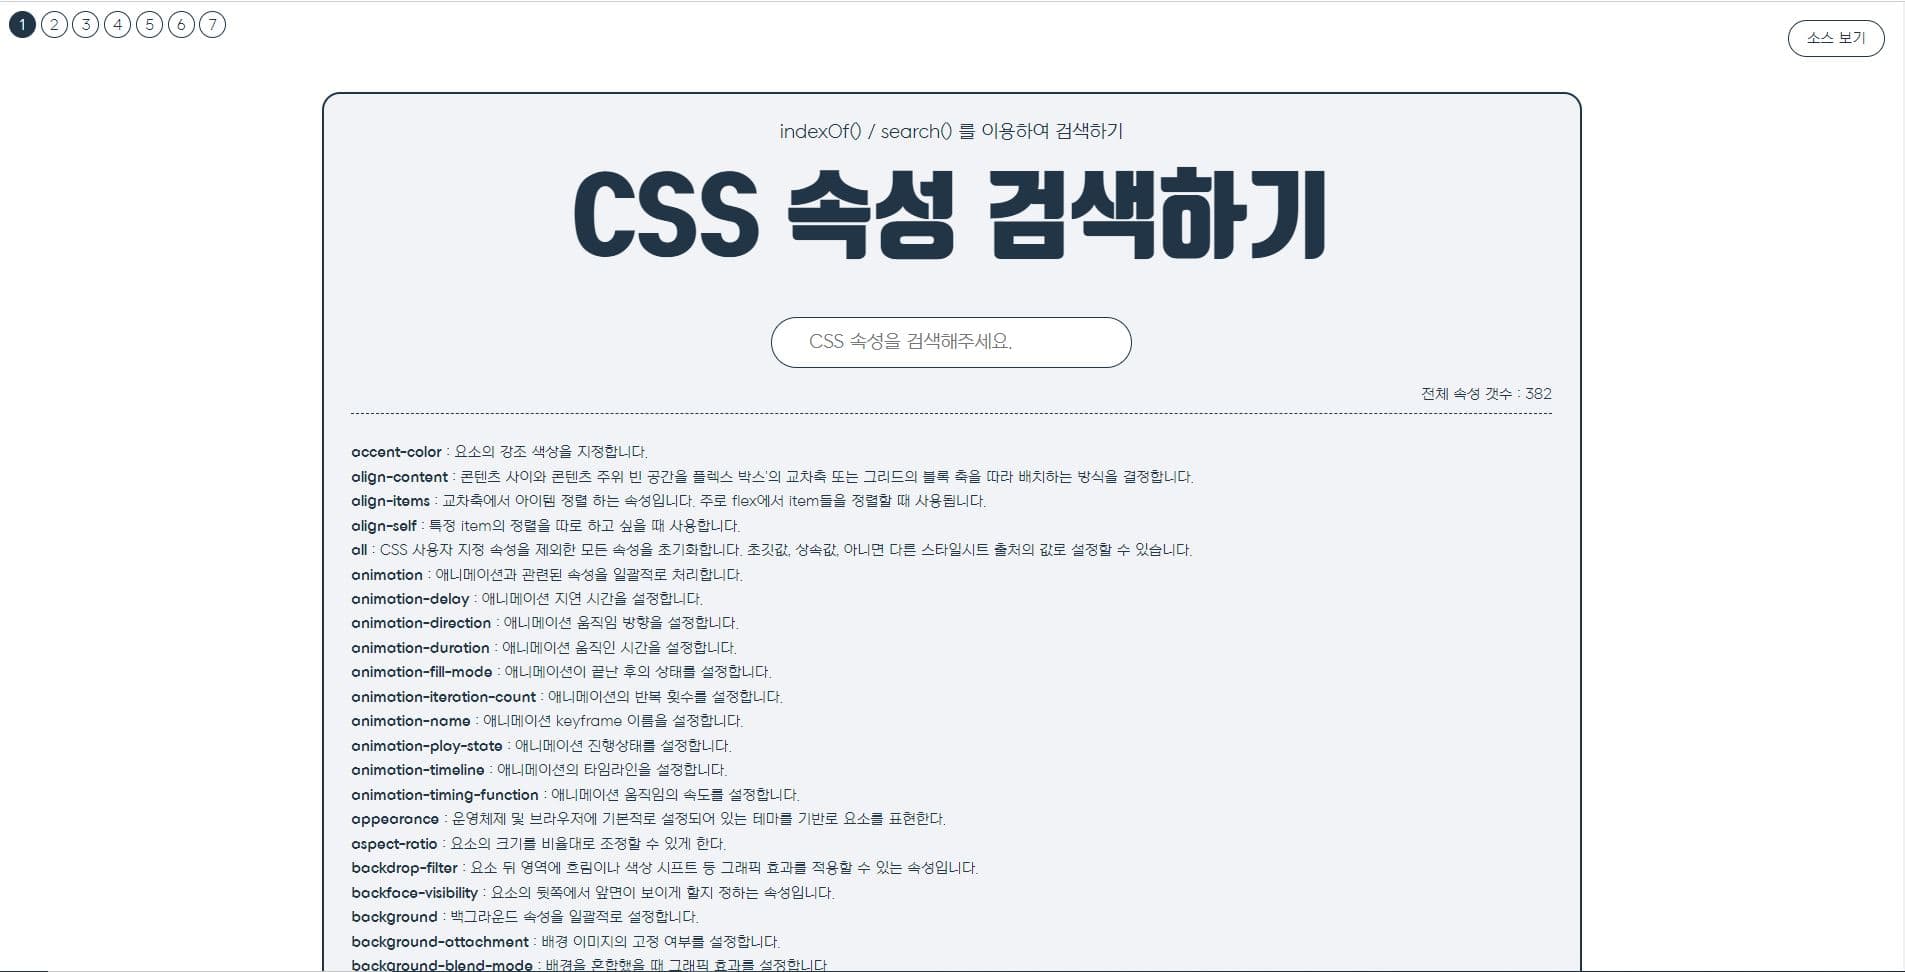 1 2 3 4 5 6 7
소스 보기
indexOf() / search() 를 이용하여 검색하기
CSS 속성 검색하기
CSS 속성을 검색해주세요.
전체 속성 갯수 : 382
accent-color : 요소의 강조 색상을 지정합니다.
align-content : 콘텐츠 사이와 콘텐츠 주위 빈 공간을 플렉스 박스'의 교차축 또는 그리드의 블록 축을 따라 배치하는 방식을 결정합니다.
align-items : 교차축에서 아이템 정렬 하는 속성입니다. 주로 flex에서 item들을 정렬할 때 사용됩니다.
align-self : 특정 item의 정렬을 따로 하고 싶을 때 사용합니다.
all : CSS 사용자 지정 속성을 제외한 모든 속성을 초기화합니다. 초깃값, 상속값, 아니면 다른 스타일시트 출처의 값로 설정할 수 있습니다.
animation : 애니메이션과 관련된 속성을 일괄적로 처리합니다.
animation-delay : 애니메이션 지연 시간을 설정합니다.
animation-direction : 애니메이션 움직임 방향을 설정합니다.
animation-duration : 애니메이션 움직인 시간을 설정합니다.
animation-fill-mode : 애니메이션이 끝난 후의 상태를 설정합니다.
animation-iteration-count : 애니메이션의 반복 횟수를 설정합니다.
animation-name : 애니메이션 keyframe 이름을 설정합니다.
animation-play-state : 애니메이션 진행상태를 설정합니다.
animation-timeline : 애니메이션의 타임라인을 설정합니다.
animation-timing-function : 애니메이션 움직임의 속도를 설정합니다.
appearance : 운영체제 및 브라우저에 기본적로 설정되어 있는 테마를 기반로 요소를 표현한다.
aspect-ratio : 요소의 크기를 비율대로 조정할 수 있게 한다.
backdrop-filter : 요소 뒤 영역에 흐림이나 색상 시프트 등 그래픽 효과를 적용할 수 있는 속성입니다.
backface-visibility : 요소의 뒷쪽에서 앞면이 보이게 할지 정하는 속성입니다.
background : 백그라운드 속성을 일괄적로 설정합니다.
background-attachment : 배경 이미지의 고정 여부를 설정합니다.
background-blend-mode : 배경을 혼합했을 때 그래픽 효과를 설정합니다